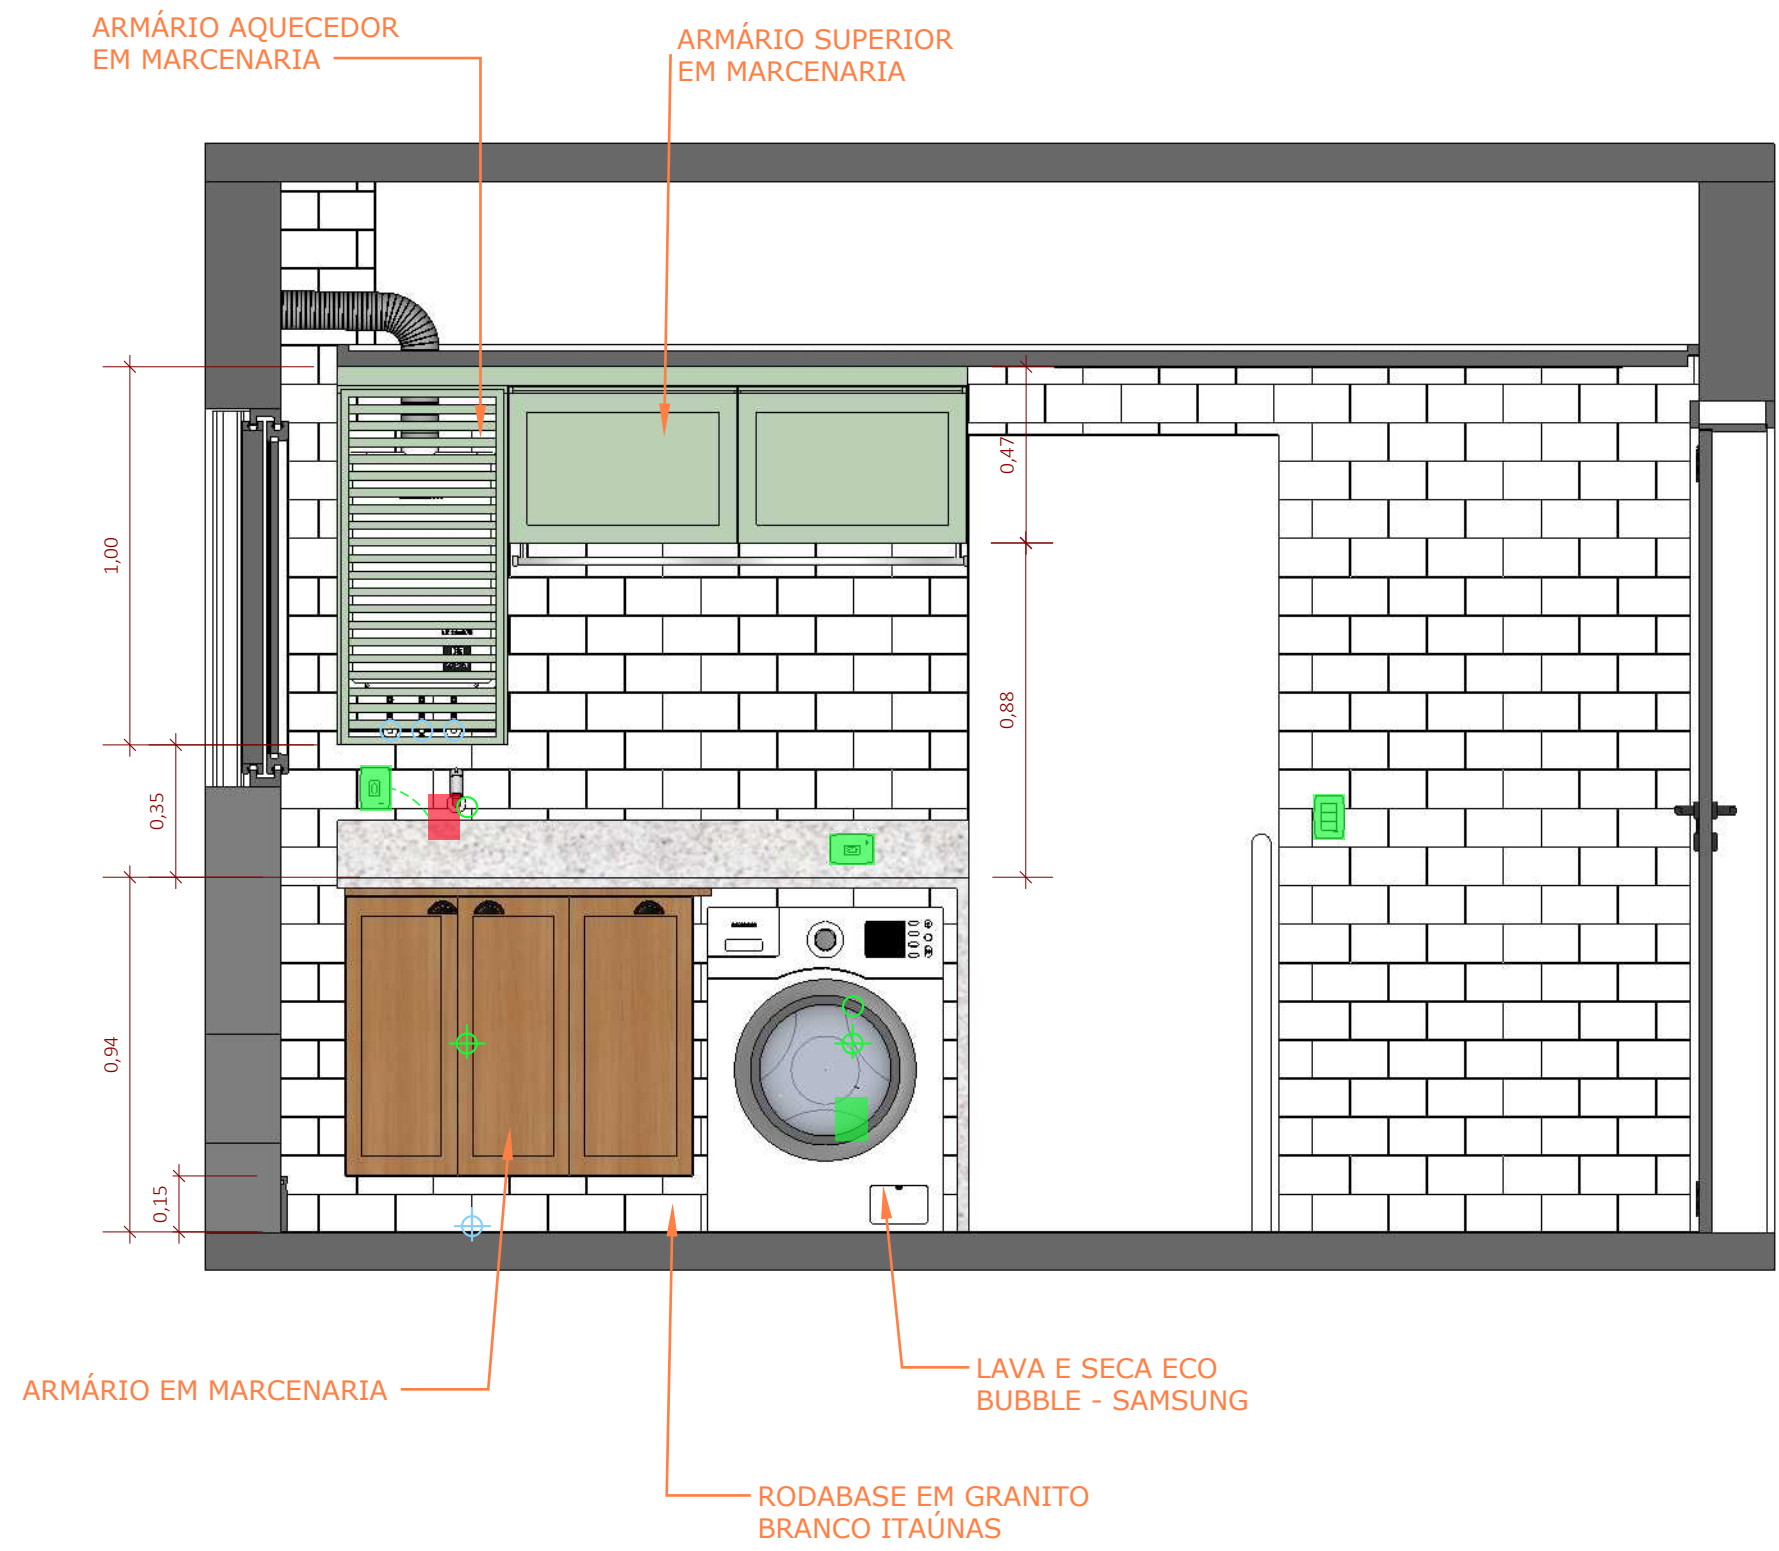 ARMÁRIO AQUECEDOR
EM MARCENARIA
ARMÁRIO SUPERIOR
EM MARCENARIA
1,00
0,47
0,88
0,35
0,94
0,15
ARMÁRIO EM MARCENARIA
LAVA E SECA ECO
BUBBLE - SAMSUNG
RODABASE EM GRANITO
BRANCO ITAÚNAS